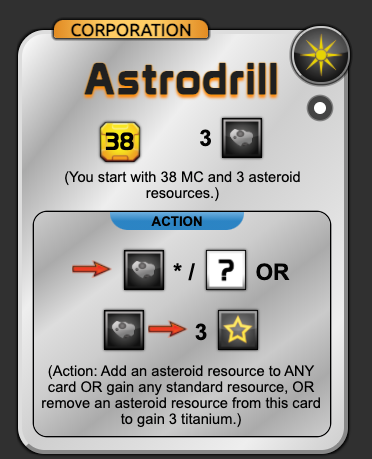 CORPORATION
Astrodrill
38 3
(You start with 38 MC and 3 asteroid
resources.)
ACTION
* / ? OR
3
(Action: Add an asteroid resource to ANY
card OR gain any standard resource, OR
remove an asteroid resource from this card
to gain 3 titanium.)